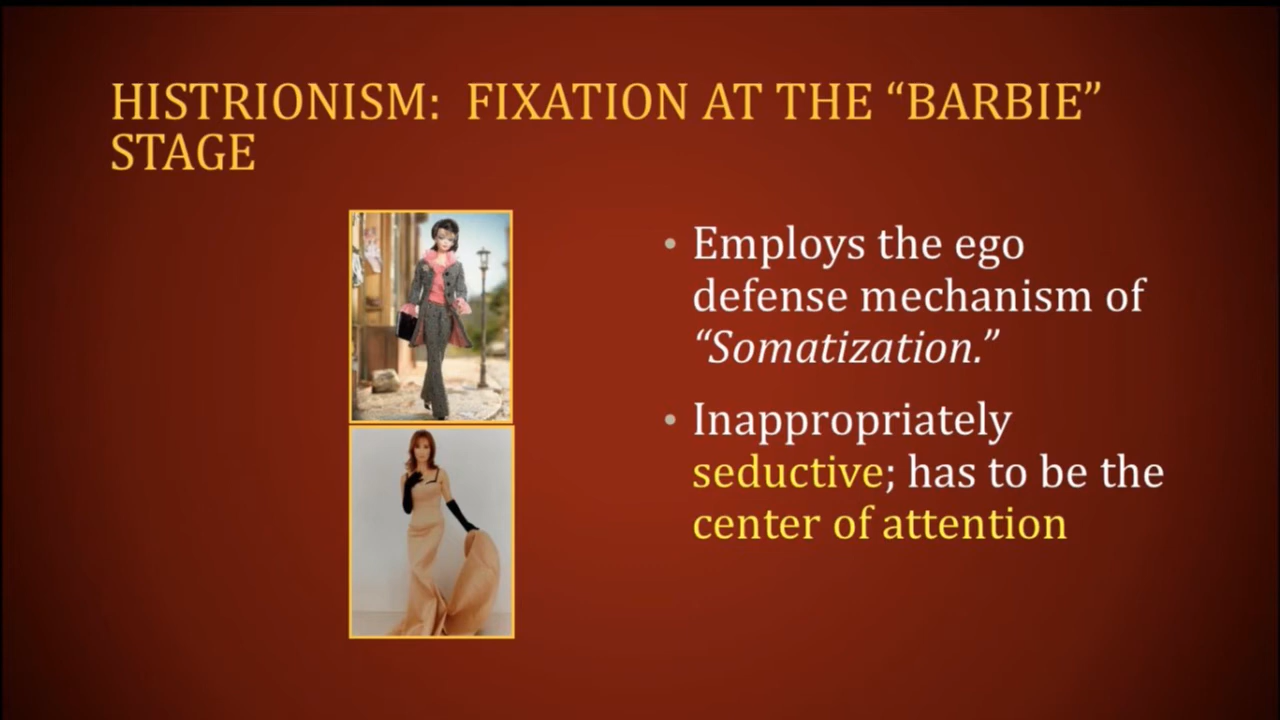 HISTRIONISM: FIXATION AT THE “BARBIE”
STAGE
• Employs the ego
defense mechanism of
“Somatization.”
• Inappropriately
seductive; has to be the
center of attention